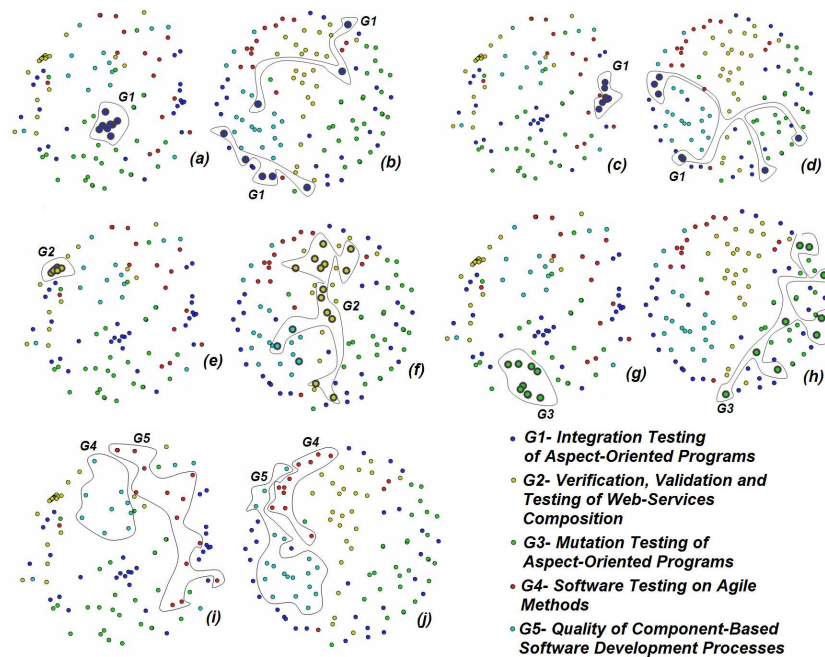 G1
G1
(a)
(b)
G1
G1
(c)
(d)
G1
G2
(e)
G2
(f)
(g)
G3
(h)
G3
G4
G5
(i)
G4
G5
(j)
G1- Integration Testing
of Aspect-Oriented Programs
G2- Verification, Validation and
Testing of Web-Services
Composition
G3- Mutation Testing of
Aspect-Oriented Programs
G4- Software Testing on Agile
Methods
G5- Quality of Component-Based
Software Development Processes